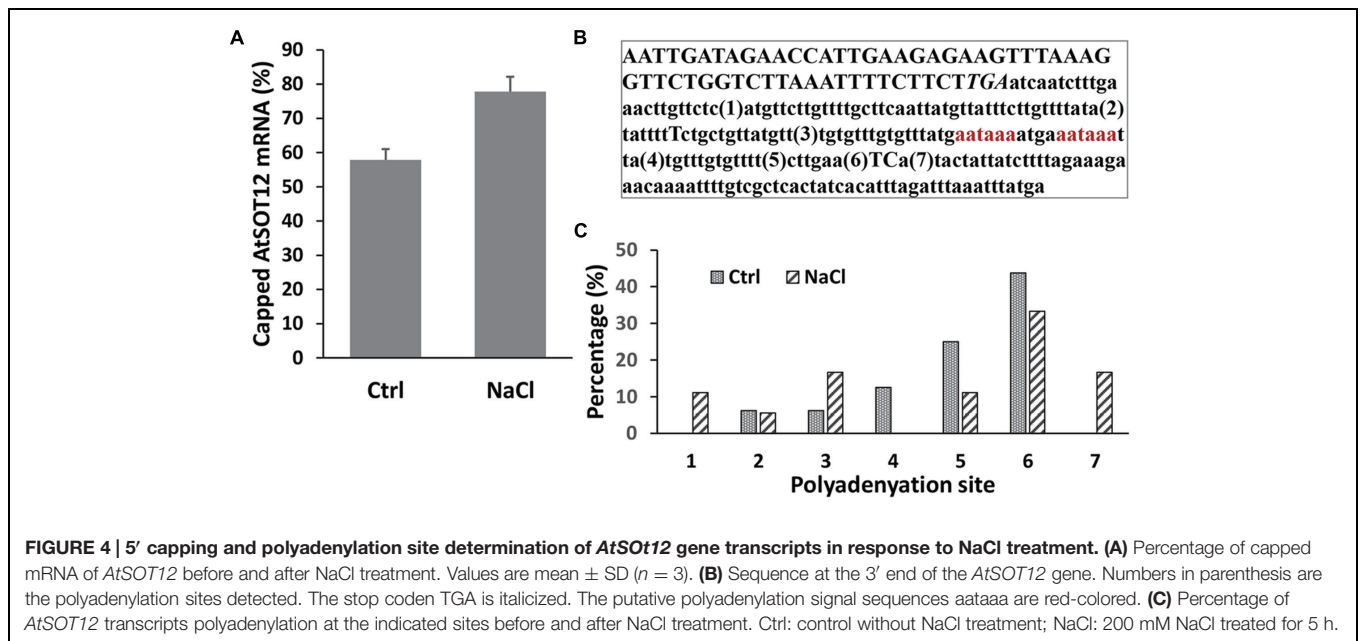 A
Capped AtSOT12 mRNA (%)
90
80
70
60
50
40
30
20
10
0
Ctrl
NaCl
B
AATTGATAGAACCATTGAAGAGAAGTTTAAAG
GTTCTGGTCTTAAATTTTCTTCTTGAatcaatctttga
aacttgttctc(1)atgttcttgttttgcttcaattatgttatttcttgttttata(2)
tattttTctgctgttatgtt(3)tgtgtttgtgtttatgaataaaatgaaataaat
ta(4)tgtttgtgtttt(5)cttgaa(6)TCa(7)tactattatcttttagaaaga
aacaaaattttgtcgctcactatcacatttagatttaaatttatga
C
Percentage (%)
50
40
30
20
10
0
Ctrl
NaCl
1 2 3 4 5 6 7
Polyadenyation site
FIGURE 4 | 5′ capping and polyadenylation site determination of AtSOt12 gene transcripts in response to NaCl treatment. (A) Percentage of capped
mRNA of AtSOT12 before and after NaCl treatment. Values are mean ± SD (n = 3). (B) Sequence at the 3′ end of the AtSOT12 gene. Numbers in parenthesis are
the polyadenylation sites detected. The stop coden TGA is italicized. The putative polyadenylation signal sequences aataaa are red-colored. (C) Percentage of
AtSOT12 transcripts polyadenylation at the indicated sites before and after NaCl treatment. Ctrl: control without NaCl treatment; NaCl: 200 mM NaCl treated for 5 h.